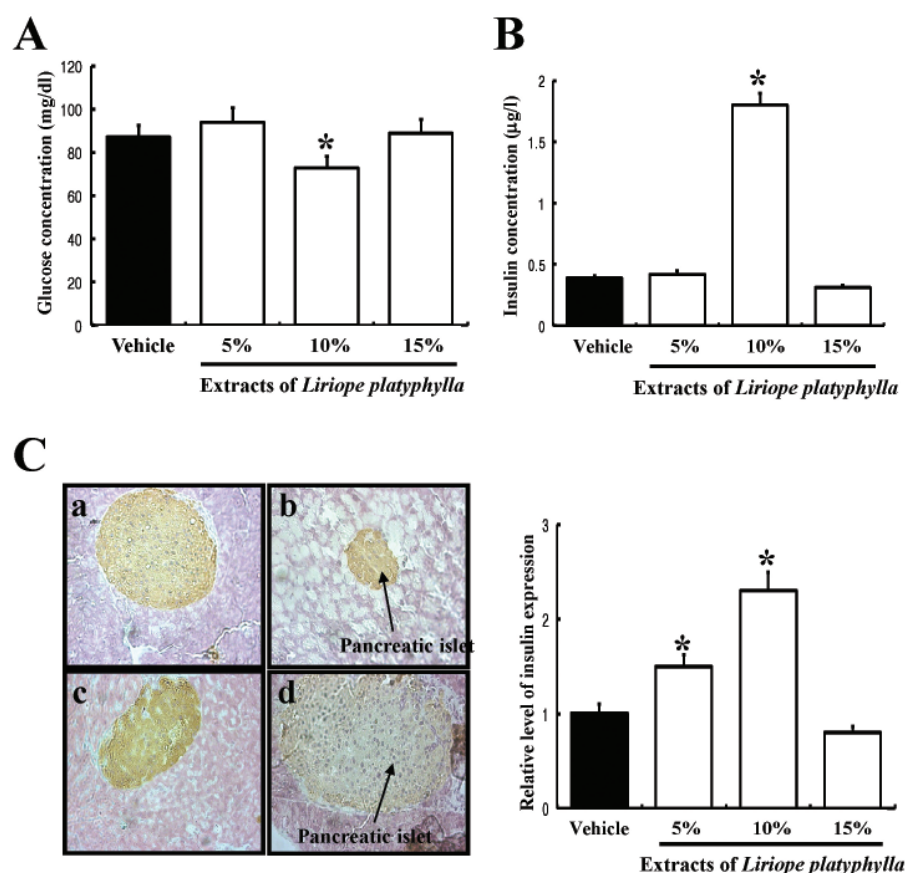 A
Glucose concentration (mg/dl)
120
100
80
60
40
20
0
*
Vehicle 5% 10% 15%
Extracts of Liriope platyphylla
B
Insulin concentration (µg/l)
2
1.5
1
0.5
0
*
Vehicle 5% 10% 15%
Extracts of Liriope platyphylla
C
a
b
Pancreatic islet
c
d
Pancreatic islet
Relative level of insulin expression
3
2
1
0
*
*
Vehicle 5% 10% 15%
Extracts of Liriope platyphylla